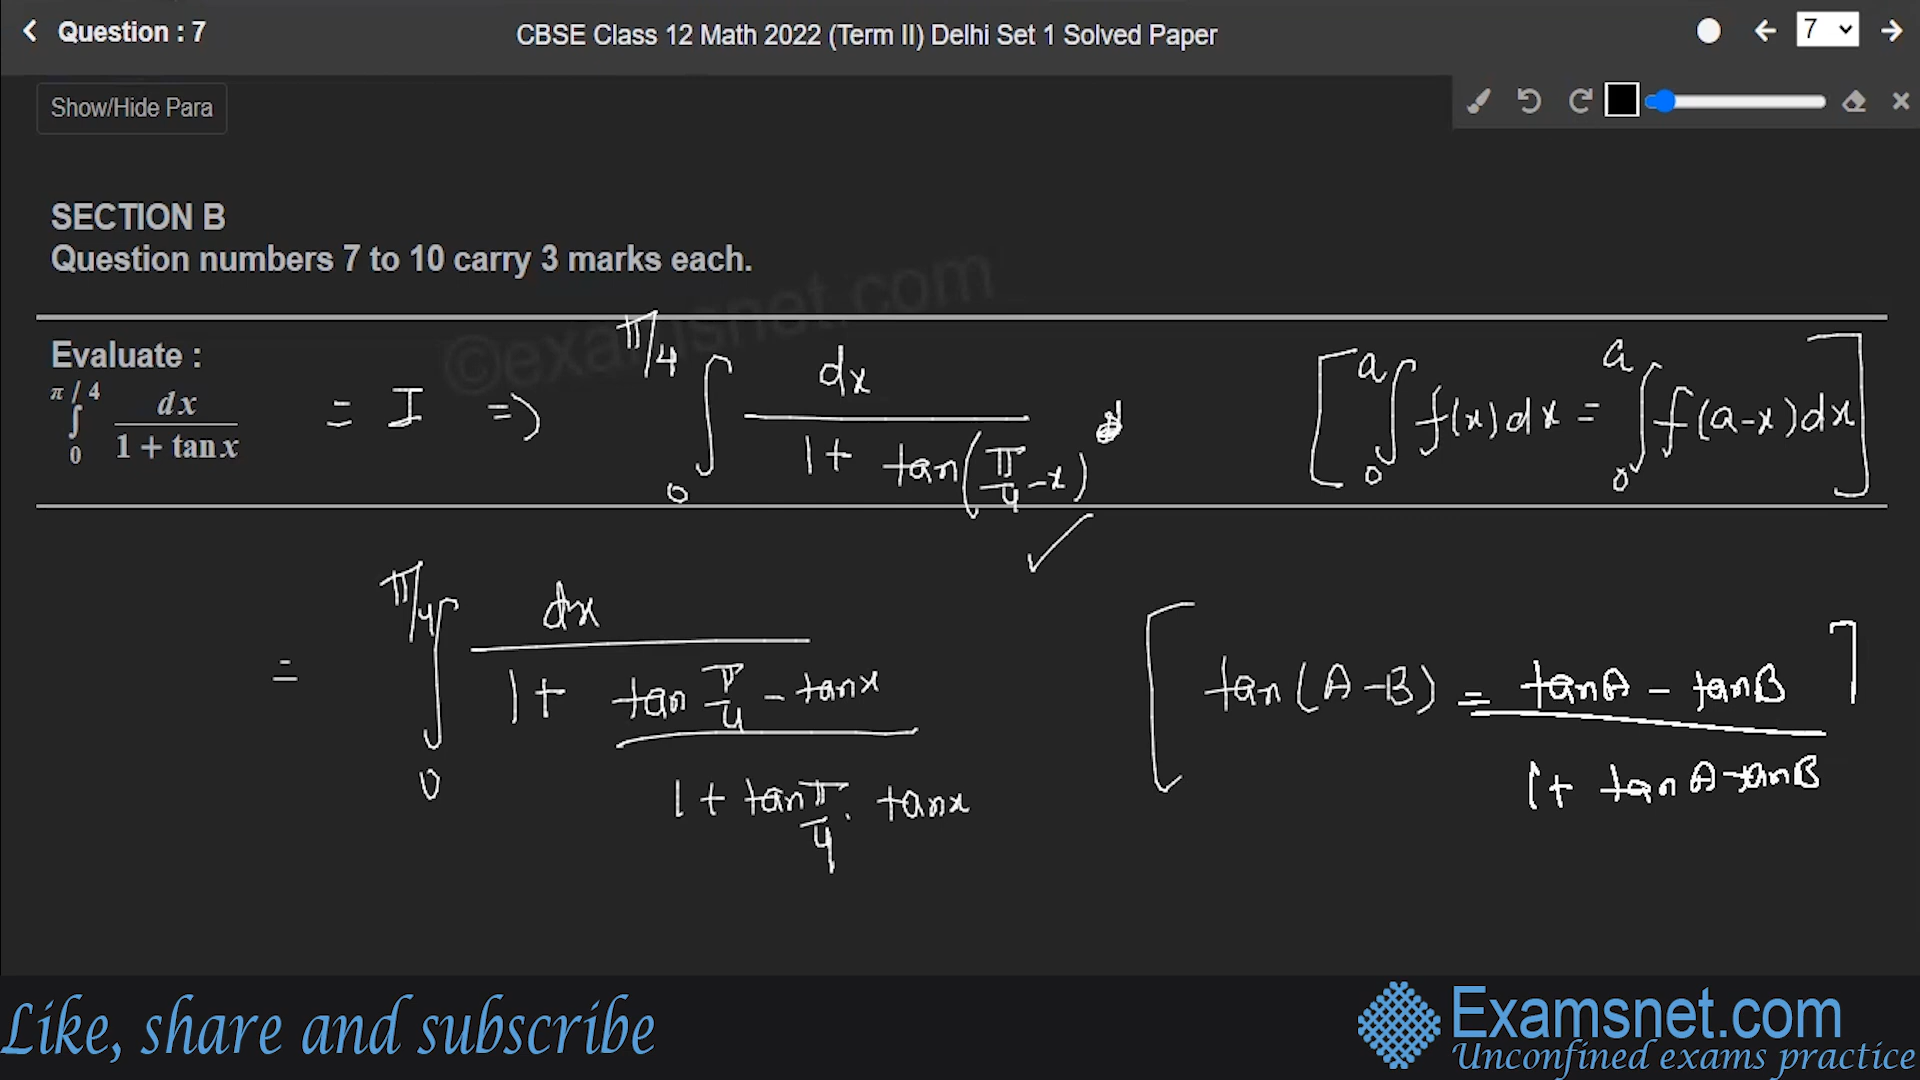 Question : 7
CBSE Class 12 Math 2022 (Term II) Delhi Set 1 Solved Paper
7
Show/Hide Para
SECTION B
Question numbers 7 to 10 carry 3 marks each.
©examsnet.com
Evaluate :
∫₀^{π/4} dx / (1 + tan x) = I => ∫₀^{π/4} dx / (1 + tan(π/4 - x)) ✓
[₀^a∫ f(x)dx = ₀^a∫ f(a-x)dx]
= ∫₀^{π/4} dx / (1 + (tan π/4 - tanx) / (1 + tan π/4 . tanx))
[tan(A-B) = (tanA - tanB) / (1 + tanA tanB)]
Like, share and subscribe
Examsnet.com
Unconfined exams practice